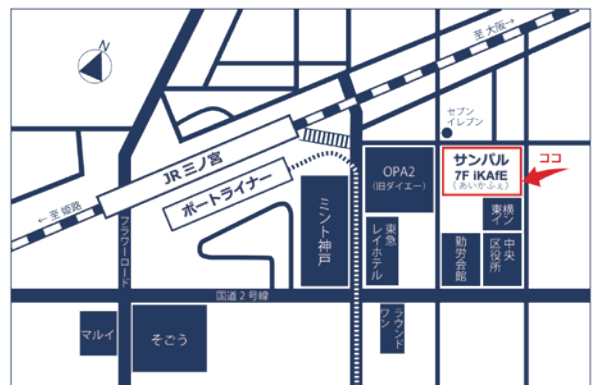 N
至 大阪→
セブン
イレブン
JR 三ノ宮
ポートライナー
← 至 姫路
フラワーロード
OPA2
(旧ダイエー)
サンパル
7F iKAfE
(あいかふぇ)
ココ
ミント神戸
東急
レイホテル
東横
イン
勤労会館
中央
区役所
国道2号線
マルイ
そごう
ラウンド
ワン